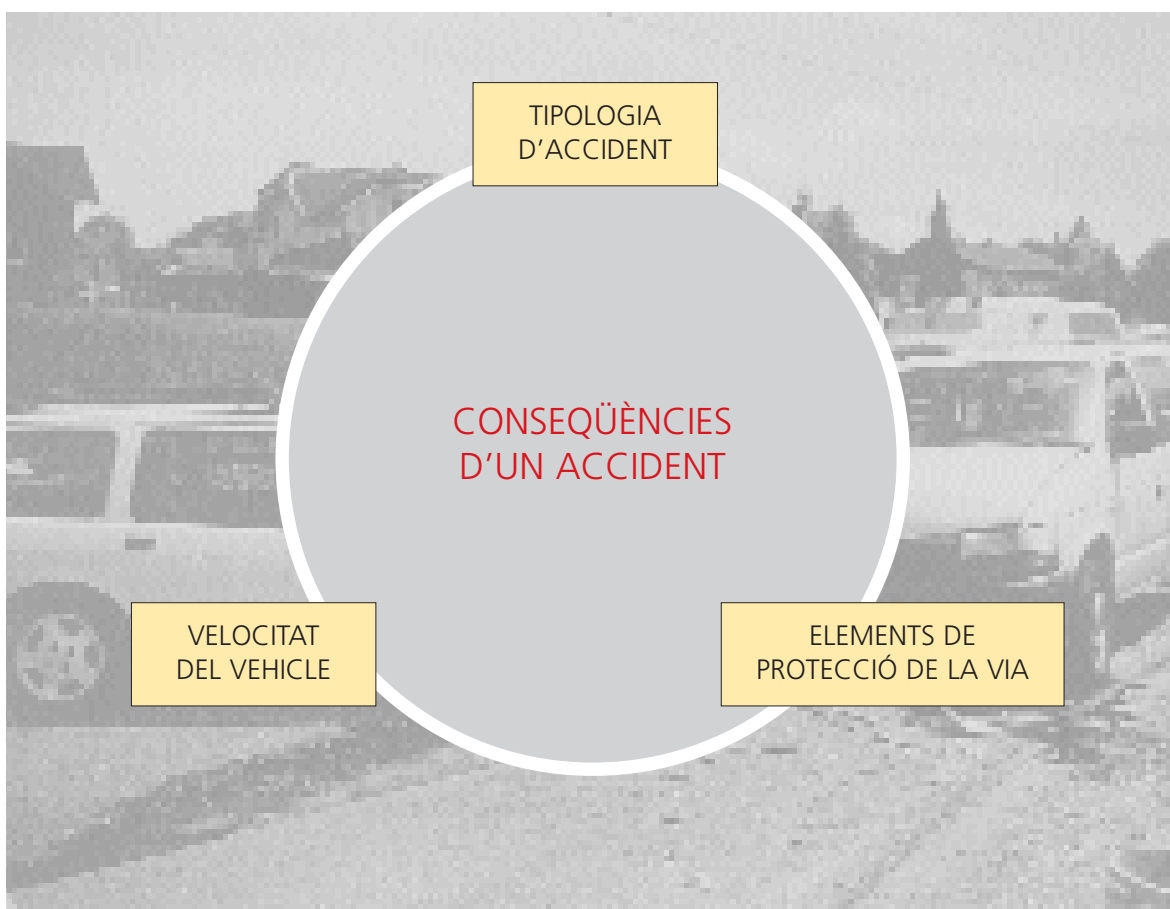 TIPOLOGIA
D'ACCIDENT
CONSEQÜÈNCIES
D'UN ACCIDENT
VELOCITAT
DEL VEHICLE
ELEMENTS DE
PROTECCIÓ DE LA VIA